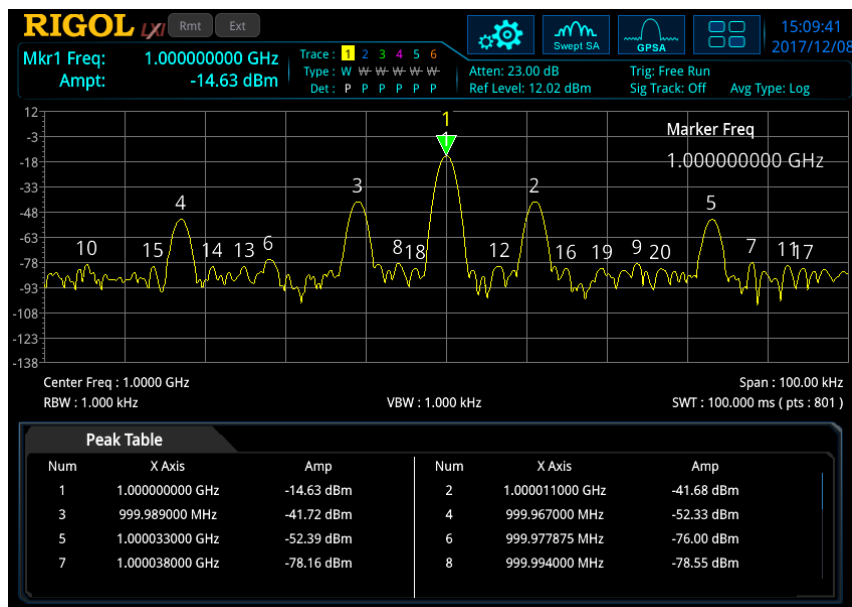 RIGOL LXI Rmt Ext
Swept SA GPSA 15:09:41
2017/12/08
Mkr1 Freq: 1.000000000 GHz
Ampt: -14.63 dBm
Trace: 1 2 3 4 5 6
Type: W W W W W W
Det: P P P P P P
Atten: 23.00 dB Trig: Free Run
Ref Level: 12.02 dBm Sig Track: Off Avg Type: Log
12
-3
-18
-33
-48
-63
-78
-93
-108
-123
-138
Marker Freq
1.000000000 GHz
1
1
3 2
4 5
10 15 14 13 6 8 18 12 16 19 9 20 7 11 17
Center Freq : 1.0000 GHz Span : 100.00 kHz
RBW : 1.000 kHz VBW : 1.000 kHz SWT : 100.000 ms ( pts : 801 )
Peak Table
Num X Axis Amp Num X Axis Amp
1 1.000000000 GHz -14.63 dBm 2 1.000011000 GHz -41.68 dBm
3 999.989000 MHz -41.72 dBm 4 999.967000 MHz -52.33 dBm
5 1.000033000 GHz -52.39 dBm 6 999.977875 MHz -76.00 dBm
7 1.000038000 GHz -78.16 dBm 8 999.994000 MHz -78.55 dBm